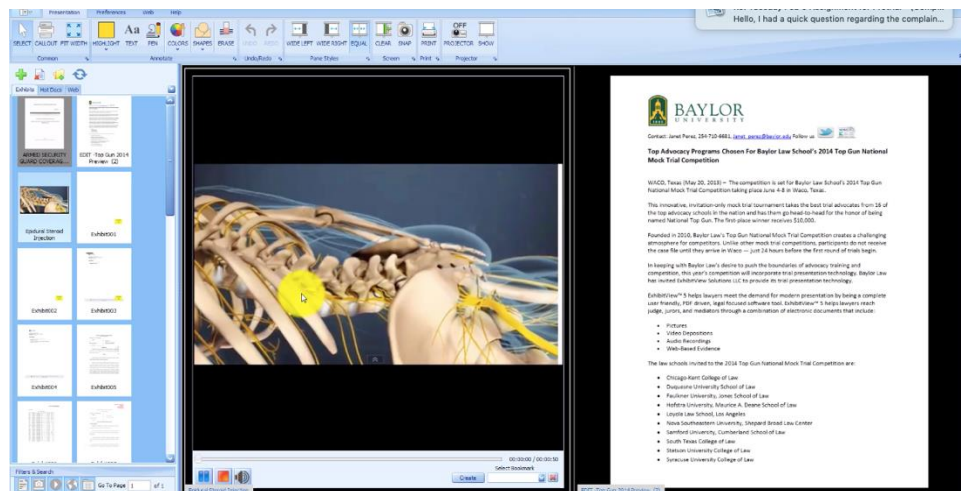 Presentation Preferences Web Help
Hello, I had a quick question regarding the complain...
SELECT CALLOUT FIT WIDTH HIGHLIGHT TEXT PEN COLORS SHAPES ERASE UNDO REDO WIDE LEFT WIDE RIGHT EQUAL CLEAR SNAP PRINT OFF PROJECTOR SHOW
Common Annotate Undo/Redo Pane Styles Screen Print Projector
Exhibits Hot Docs Web
ARMED SECURITY GUARD COVERAG...
EDIT -Top Gun 2014 Preview (2)
Epidural Steroid Injection
Exhibit001
Exhibit002
Exhibit003
Exhibit004
Exhibit005
Filters & Search
Go To Page 1 of 1
00:00:00 / 00:00:50
Select Bookmark
Create
BAYLOR
UNIVERSITY
Contact: Janet Perez, 254-710-6681, Janet_perez@baylor.edu Follow us
Top Advocacy Programs Chosen For Baylor Law School's 2014 Top Gun National
Mock Trial Competition
WACO, Texas (May 20, 2013) – The competition is set for Baylor Law School's 2014 Top Gun
National Mock Trial Competition taking place June 4-8 in Waco, Texas.
This innovative, invitation-only mock trial tournament takes the best trial advocates from 16 of
the top advocacy schools in the nation and has them go head-to-head for the honor of being
named National Top Gun. The first-place winner receives $10,000.
Founded in 2010, Baylor Law's Top Gun National Mock Trial Competition creates a challenging
atmosphere for competitors. Unlike other mock trial competitions, participants do not receive
the case file until they arrive in Waco — just 24 hours before the first round of trials begin.
In keeping with Baylor Law's desire to push the boundaries of advocacy training and
competition, this year's competition will incorporate trial presentation technology. Baylor Law
has invited ExhibitView Solutions LLC to provide its trial presentation technology.
ExhibitView™ 5 helps lawyers meet the demand for modern presentation by being a complete
user friendly, PDF driven, legal focused software tool. ExhibitView™ 5 helps lawyers reach
judge, jurors, and mediators through a combination of electronic documents that include:
• Pictures
• Video Depositions
• Audio Recordings
• Web-Based Evidence
The law schools invited to the 2014 Top Gun National Mock Trial Competition are:
• Chicago-Kent College of Law
• Duquesne University School of Law
• Faulkner University, Jones School of Law
• Hofstra University, Maurice A. Deane School of Law
• Loyola Law School, Los Angeles
• Nova Southeastern University, Shepard Broad Law Center
• Samford University, Cumberland School of Law
• South Texas College of Law
• Stetson University College of Law
• Syracuse University College of Law